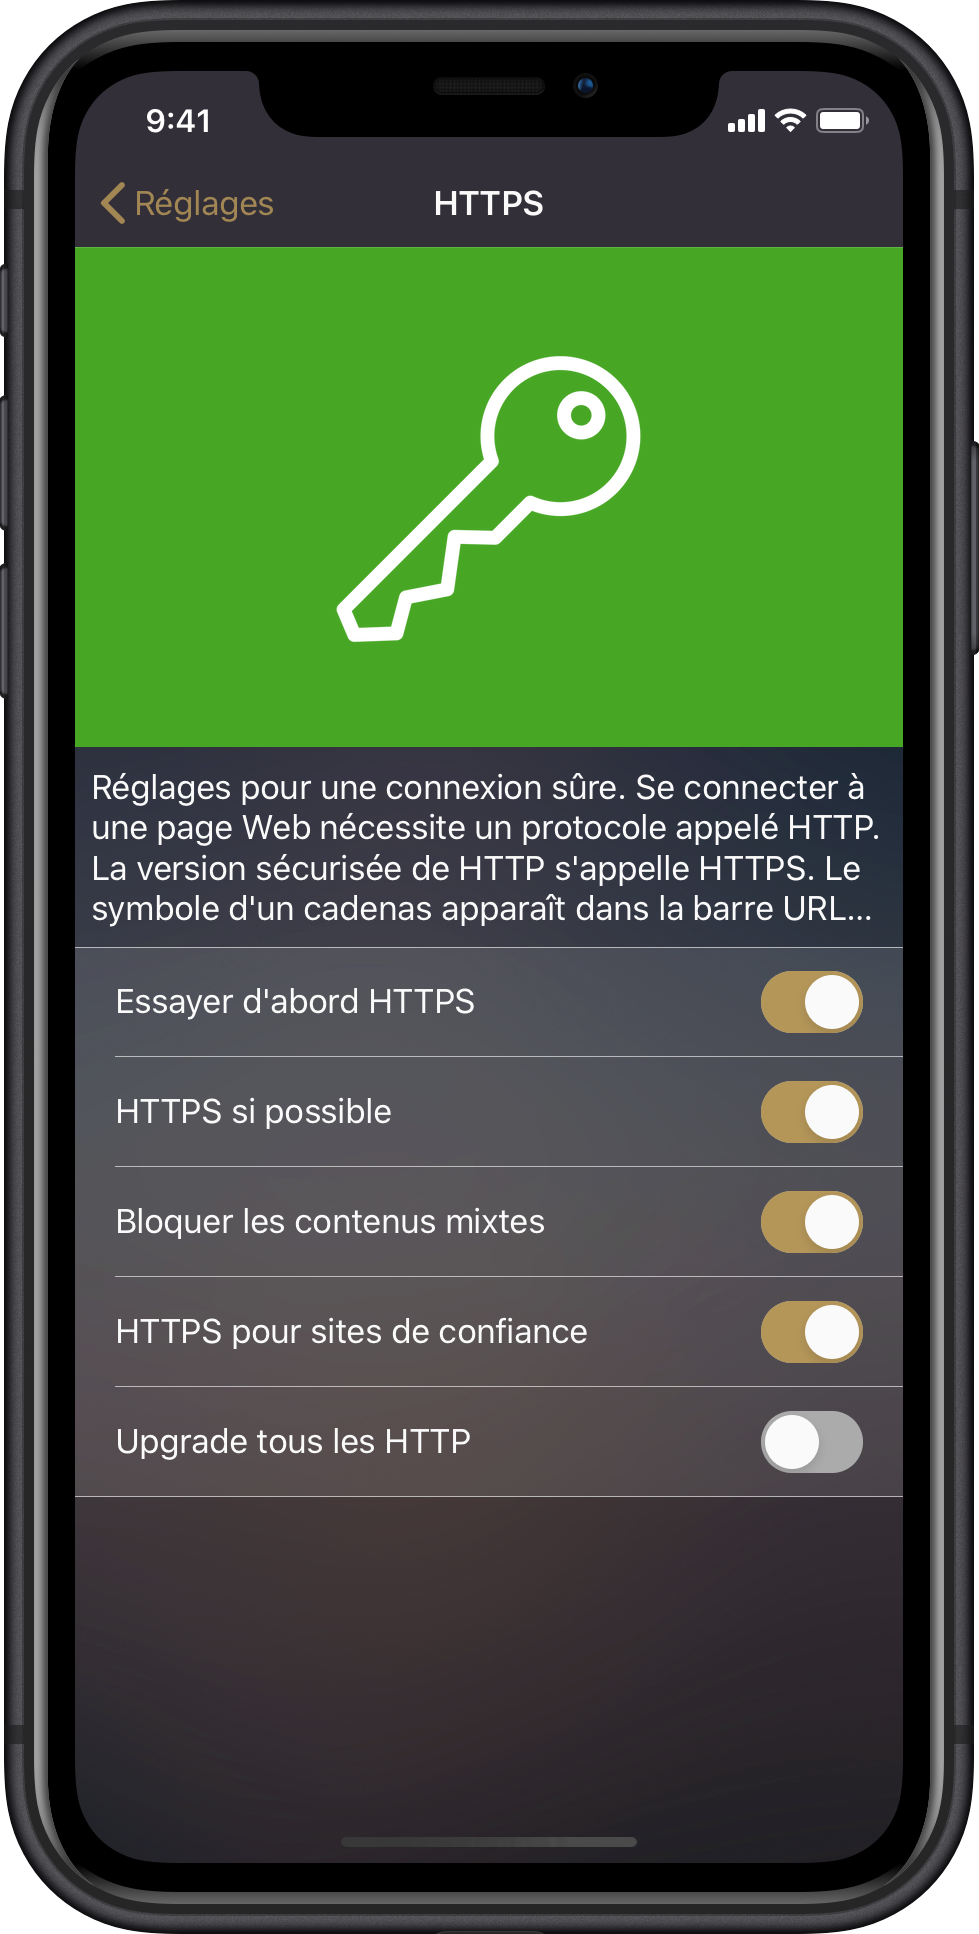 9:41
Réglages
HTTPS
Réglages pour une connexion sûre. Se connecter à
une page Web nécessite un protocole appelé HTTP.
La version sécurisée de HTTP s'appelle HTTPS. Le
symbole d'un cadenas apparaît dans la barre URL...
Essayer d'abord HTTPS
HTTPS si possible
Bloquer les contenus mixtes
HTTPS pour sites de confiance
Upgrade tous les HTTP